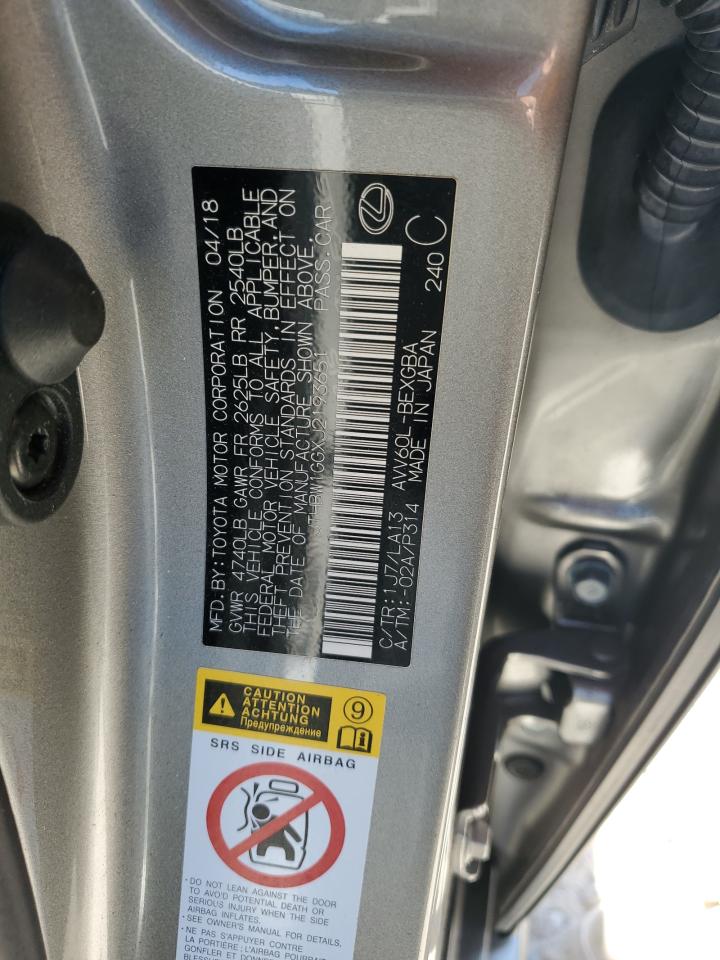 MFD.BY:TOYOTA MOTOR CORPORATION 04/18
GVWR 4740LB GAWR FR 2625LB RR 2540LB
THIS VEHICLE CONFORMS TO ALL APPLICABLE
FEDERAL MOTOR VEHICLE SAFETY, BUMPER, AND
THEFT PREVENTION STANDARDS IN EFFECT ON
THE DATE OF MANUFACTURE SHOWN ABOVE.
JTHBW1GGXJ2193651 PASS.CAR
C/TR:1J7/LA13 AVV60L-BEXGBA 240 C
A/TM:-02A/P314 MADE IN JAPAN
CAUTION
ATTENTION
ACHTUNG
Предупреждение
9
SRS SIDE AIRBAG
· DO NOT LEAN AGAINST THE DOOR
TO AVOID POTENTIAL DEATH OR
SERIOUS INJURY WHEN THE SIDE
AIRBAG INFLATES.
· SEE OWNER'S MANUAL FOR DETAILS.
· NE PAS S'APPUYER CONTRE
LA PORTIÈRE; L'AIRBAG POURRAIT
GONFLER ET